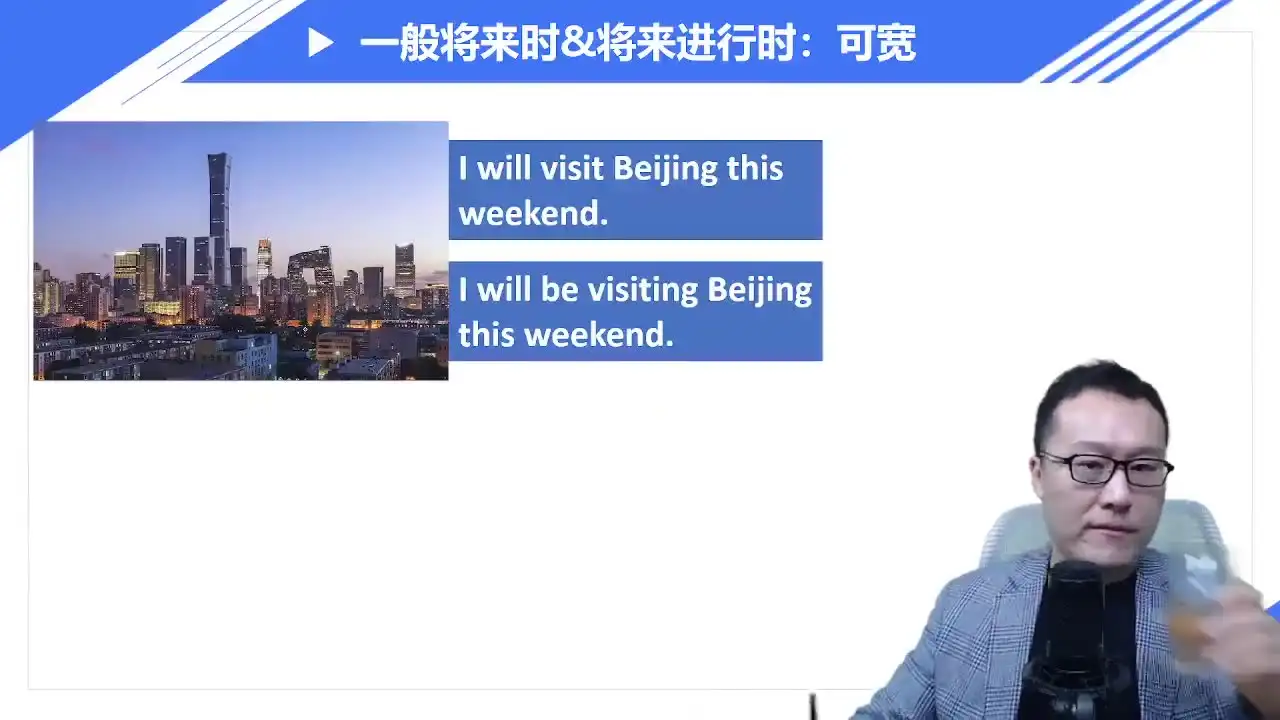 一般将来时&将来进行时：可宽
I will visit Beijing this
weekend.
I will be visiting Beijing
this weekend.